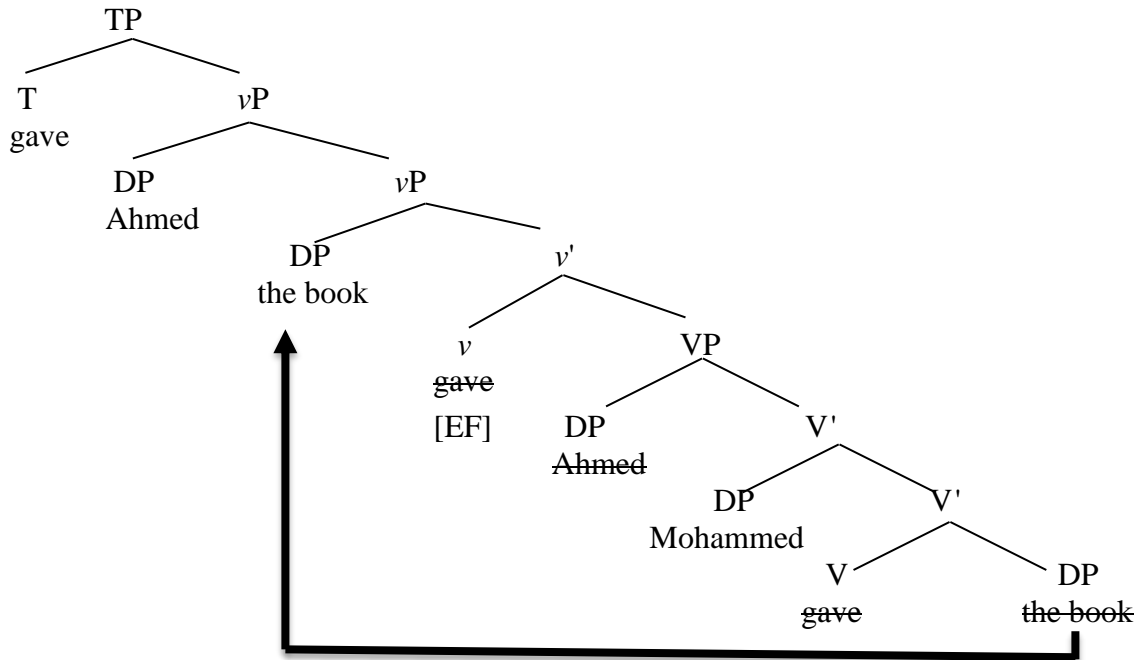 TP
T
vP
gave
DP
vP
Ahmed
DP
v'
the book
v
VP
gave
[EF]
DP
V'
Ahmed
DP
V'
Mohammed
V
DP
gave
the book